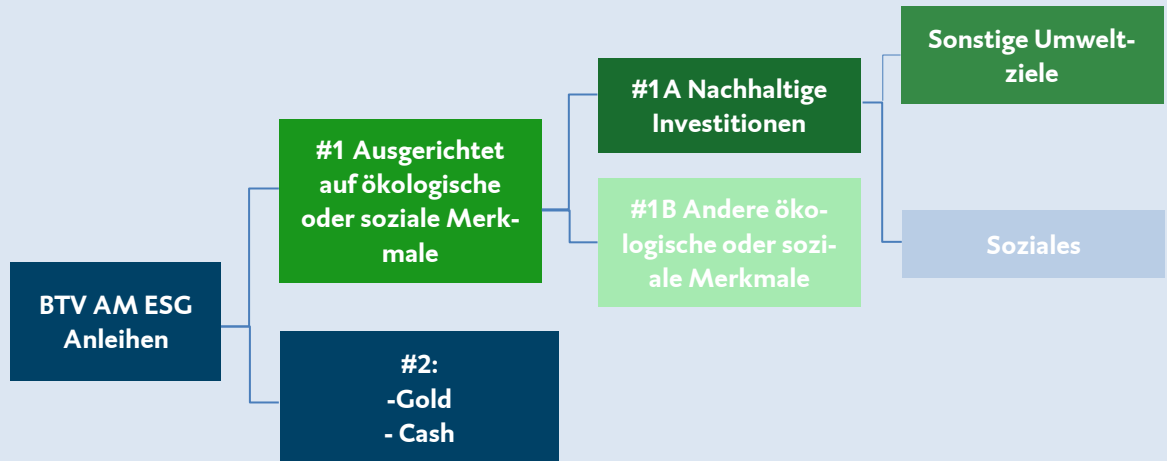 BTV AM ESG
Anleihen
#1 Ausgerichtet
auf ökologische
oder soziale Merk-
male
#2:
-Gold
- Cash
#1A Nachhaltige
Investitionen
#1B Andere öko-
logische oder sozi-
ale Merkmale
Sonstige Umwelt-
ziele
Soziales